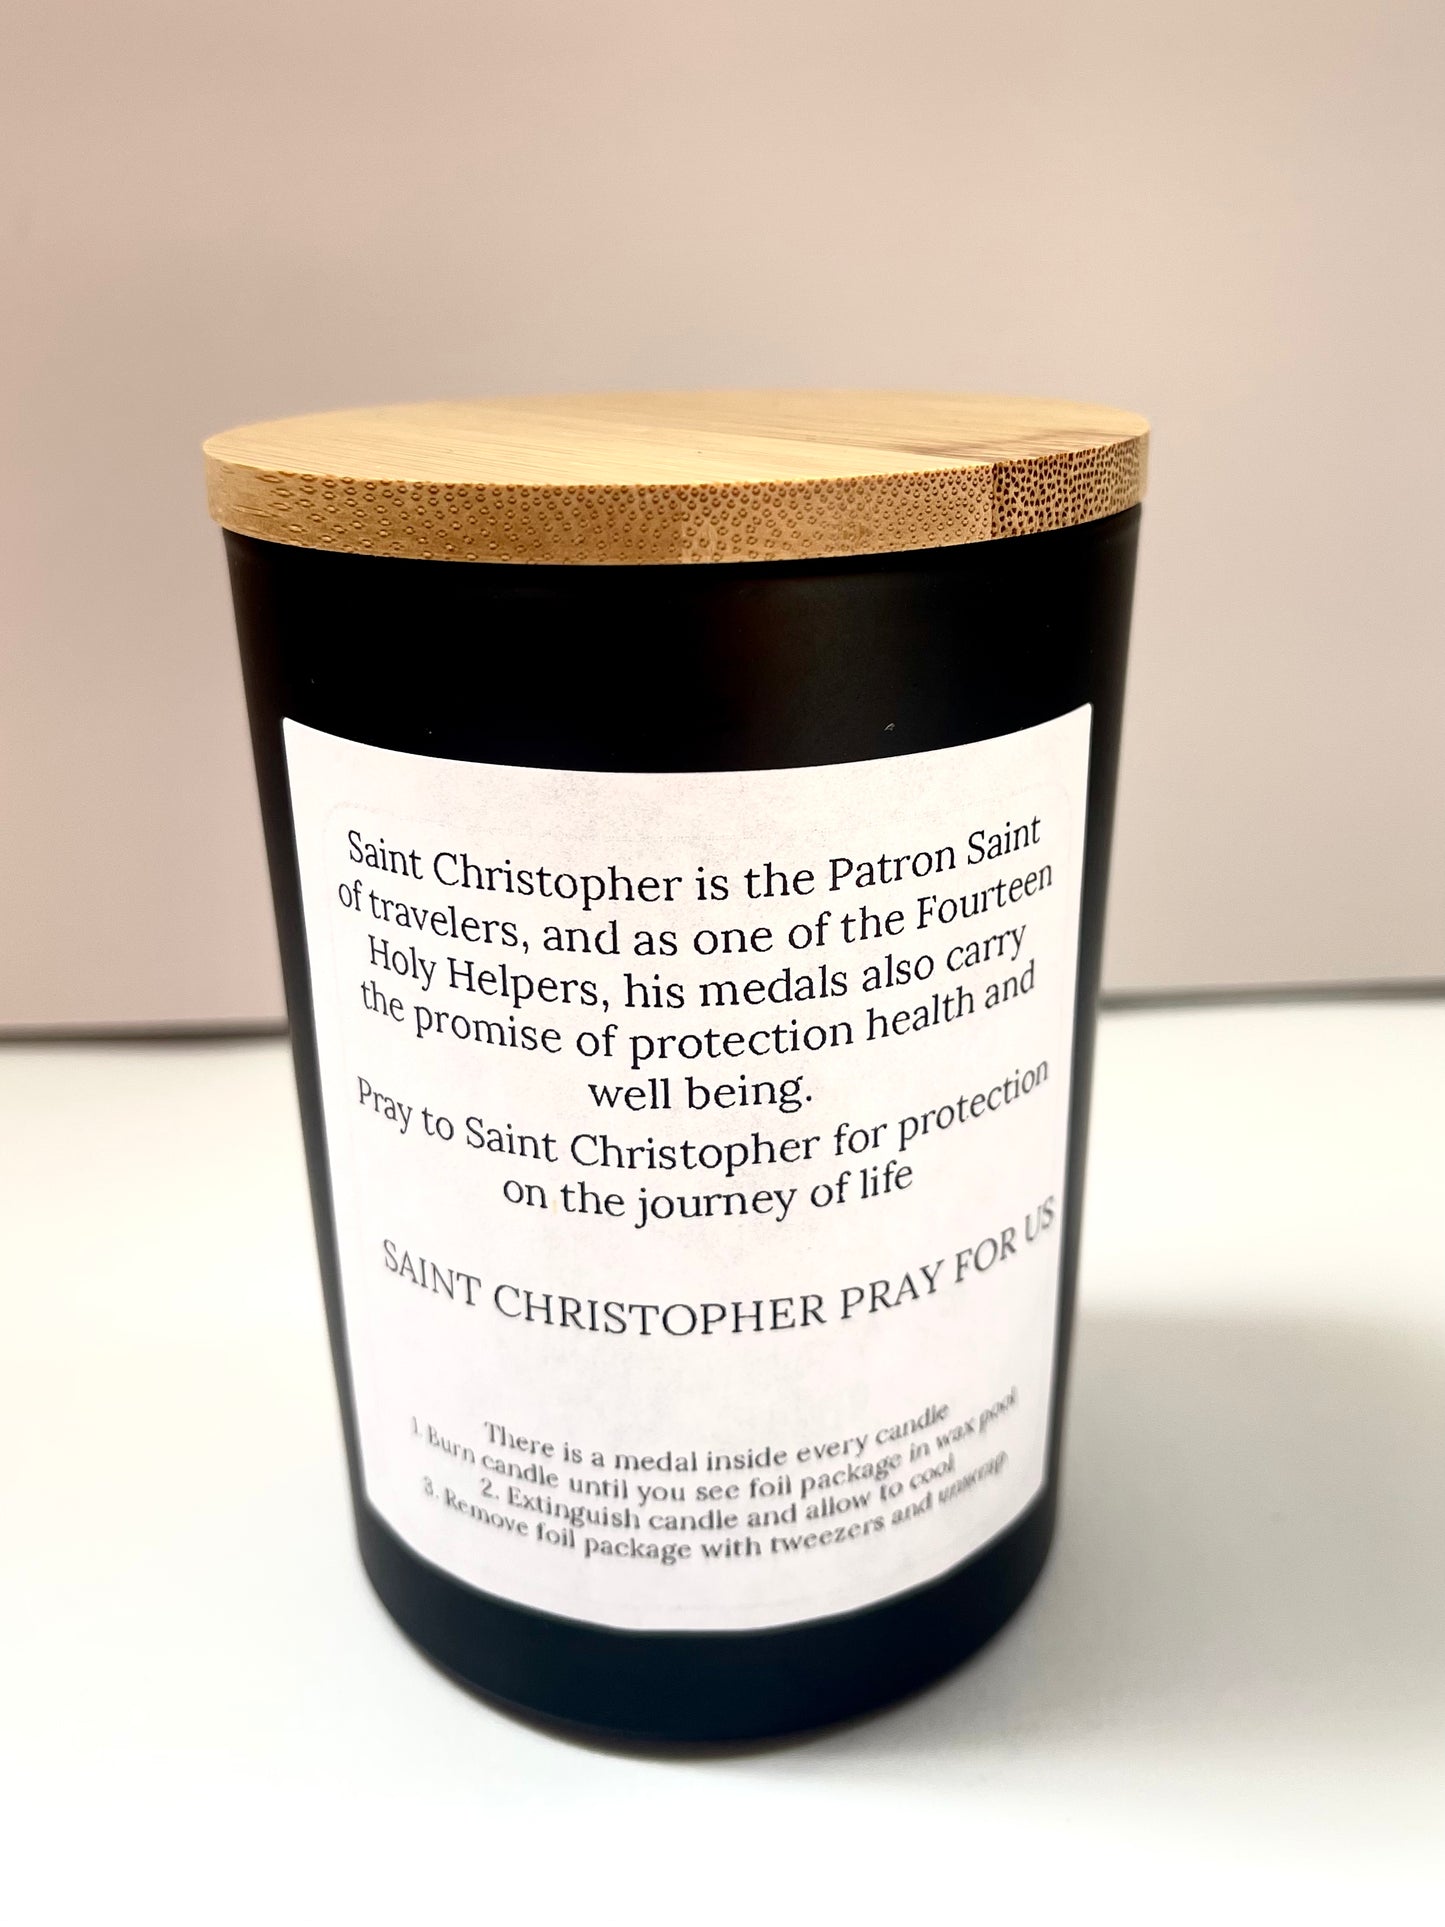 Saint Christopher is the Patron Saint
of travelers, and as one of the Fourteen
Holy Helpers, his medals also carry
the promise of protection health and
well being.
Pray to Saint Christopher for protection
on the journey of life
SAINT CHRISTOPHER PRAY FOR US
There is a medal inside every candle
1. Burn candle until you see foil package in wax pool
2. Extinguish candle and allow to cool
3. Remove foil package with tweezers and unwrap